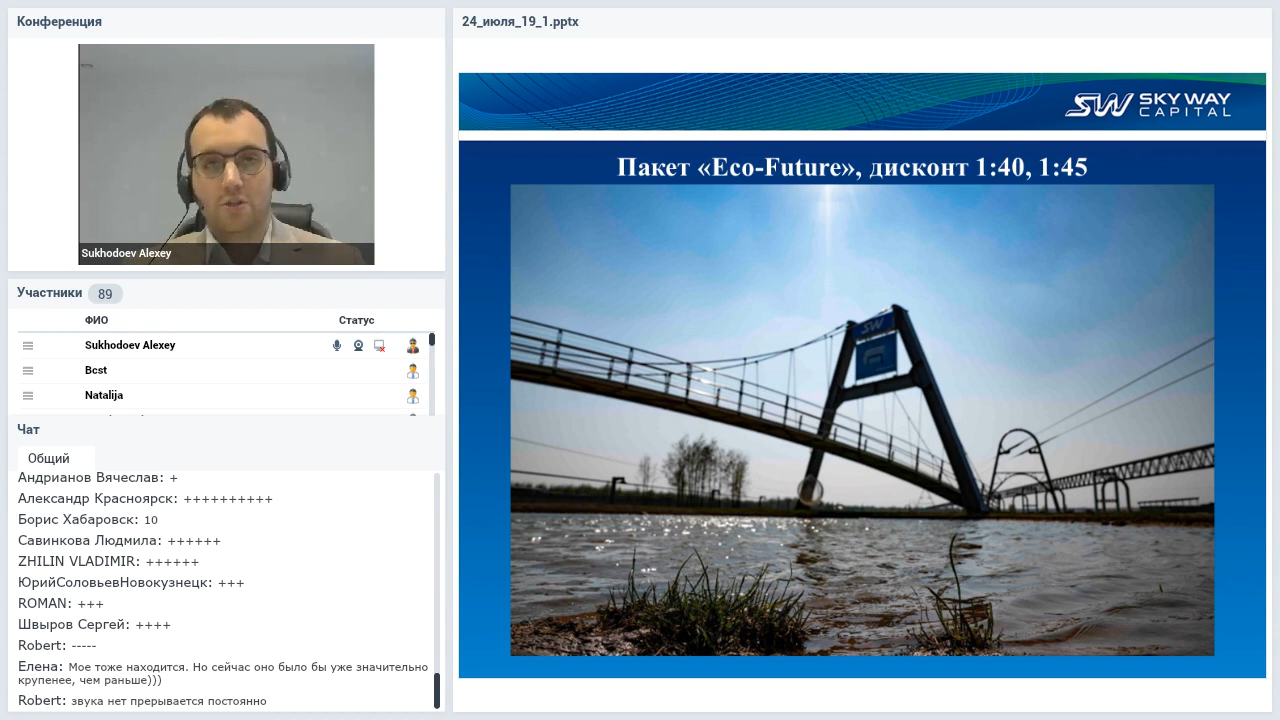 Конференция
Sukhodoev Alexey
Участники 89
ФИО Статус
Sukhodoev Alexey
Bcst
Natalija
Чат
Общий
Андрианов Вячеслав: +
Александр Красноярск: ++++++++++
Борис Хабаровск: 10
Савинкова Людмила: ++++++
ZHILIN VLADIMIR: ++++++
ЮрийСоловьевНовокузнецк: +++
ROMAN: +++
Швыров Сергей: ++++
Robert: -----
Елена: Мое тоже находится. Но сейчас оно было бы уже значительно
крупенее, чем раньше)))
Robert: звука нет прерывается постоянно
24_июля_19_1.pptx
SW SKY WAY
CAPITAL
Пакет «Eco-Future», дисконт 1:40, 1:45
SW